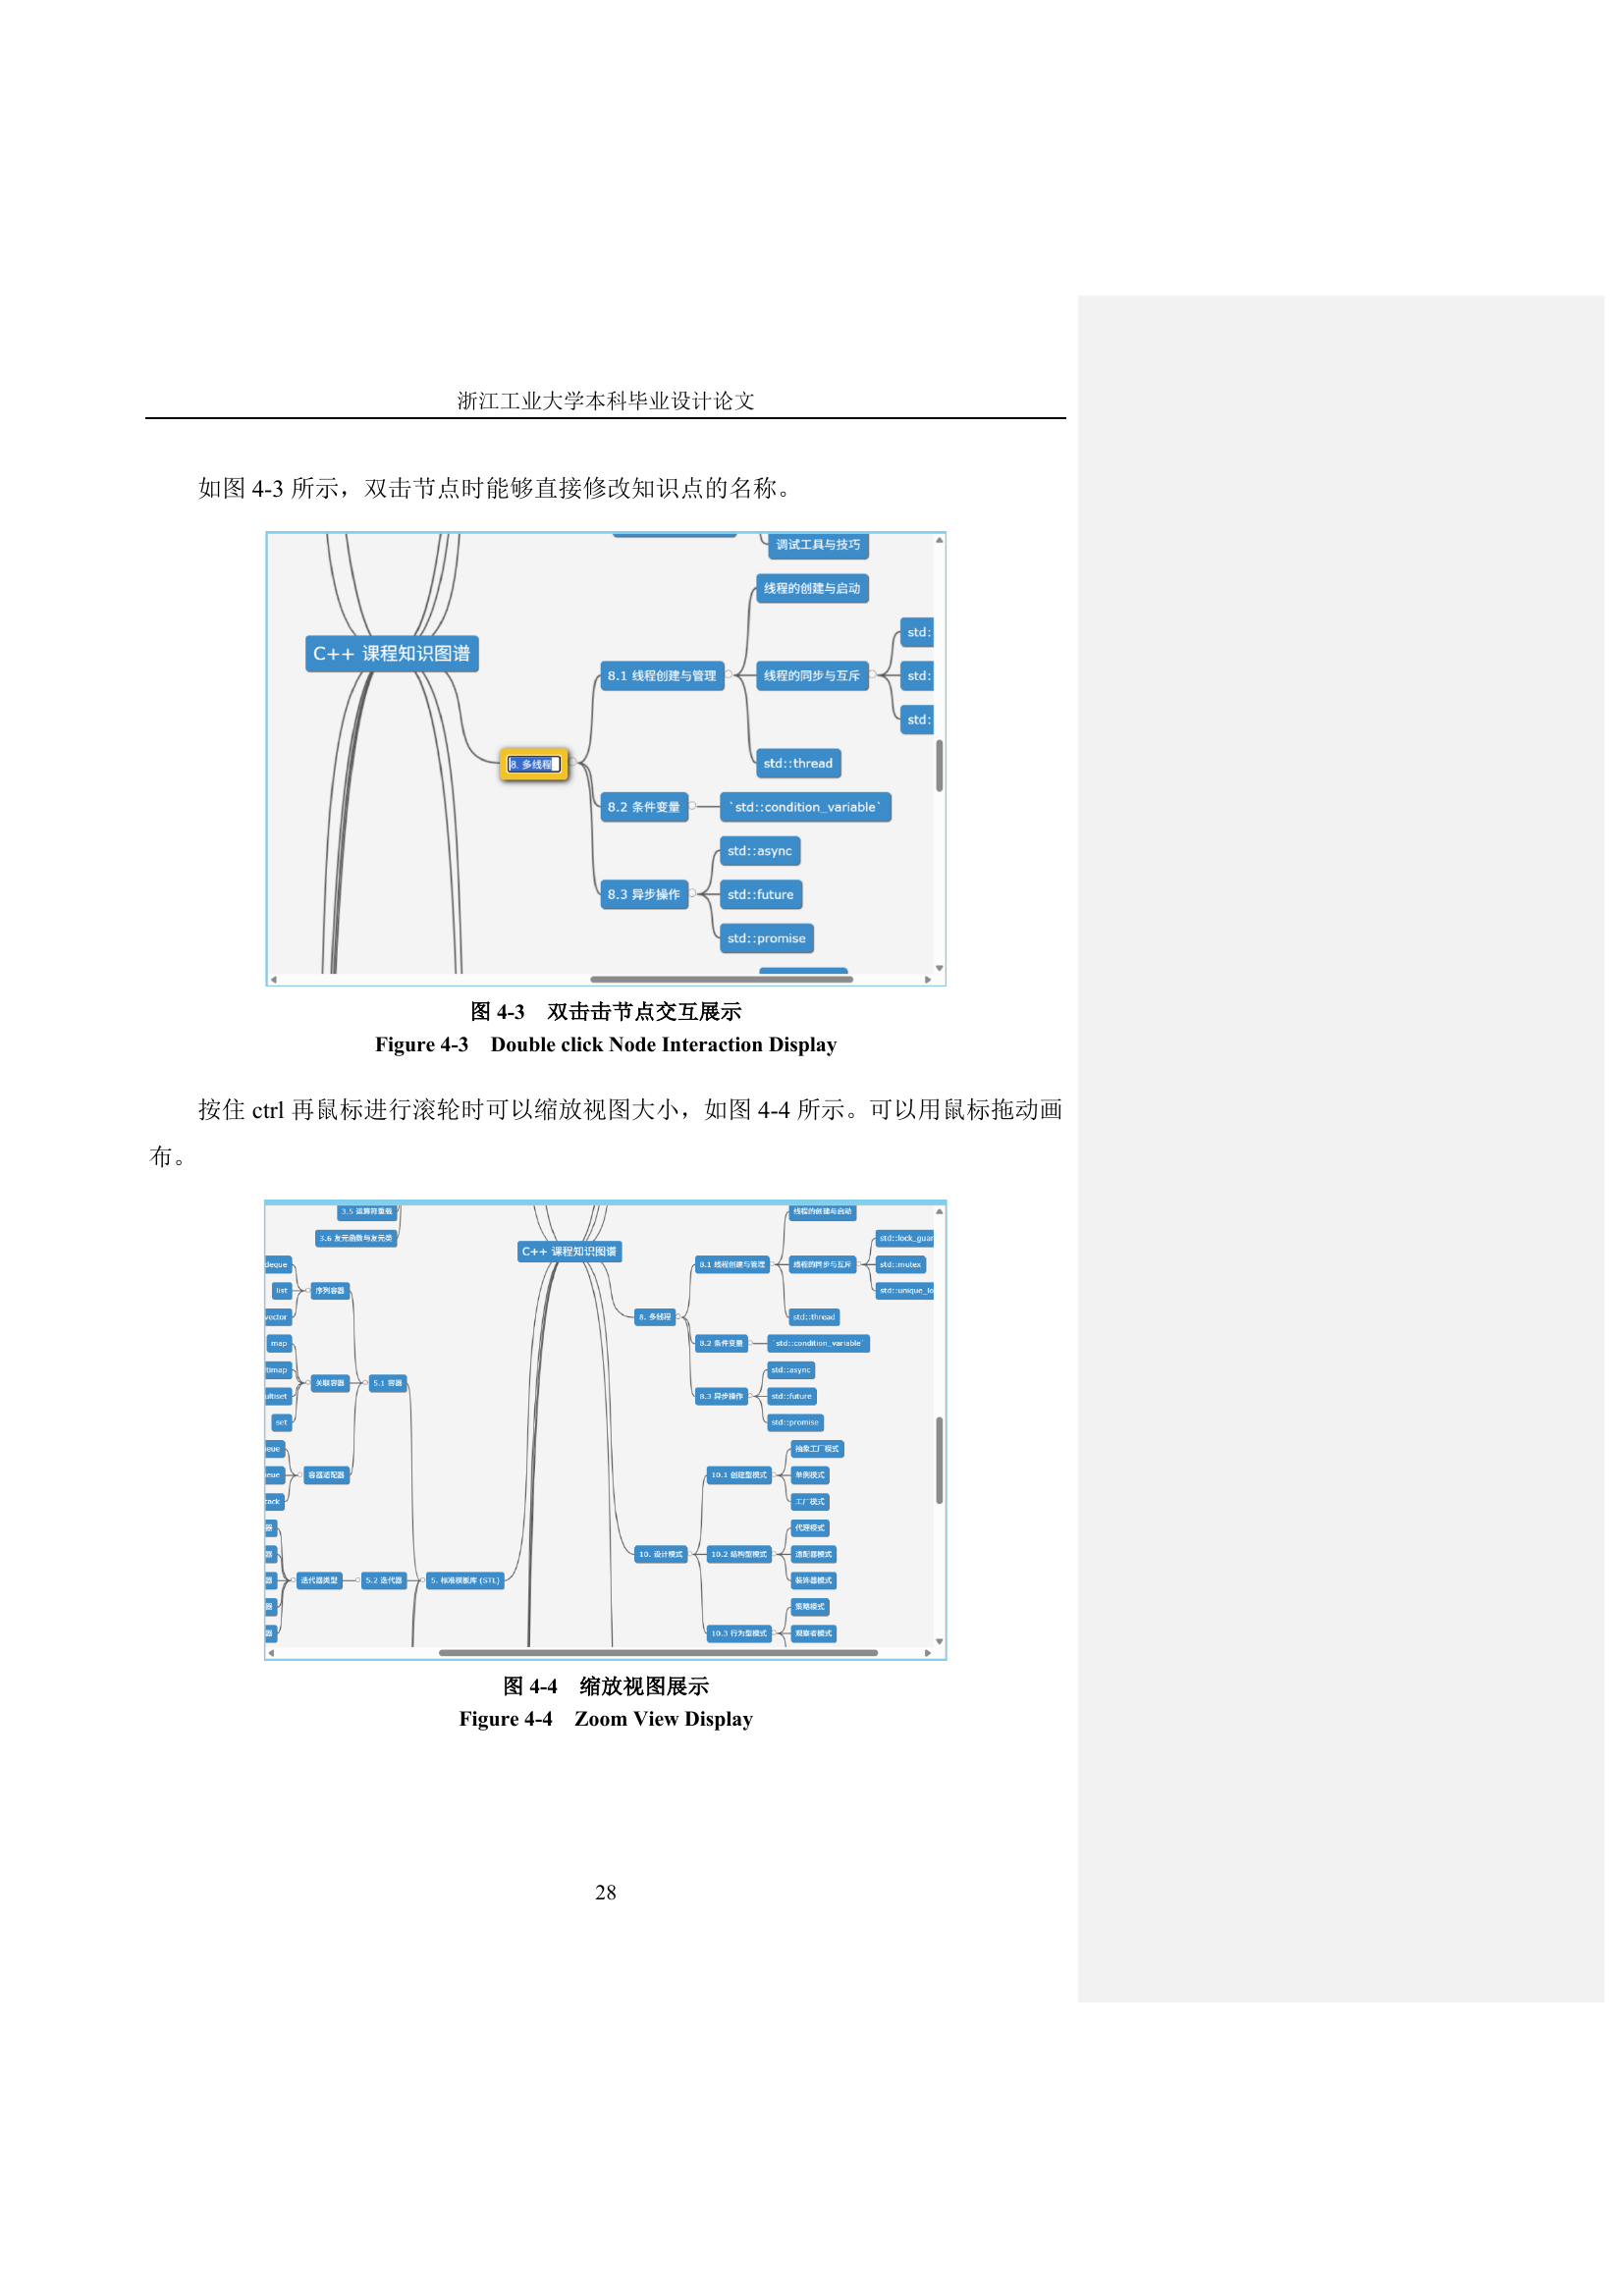 浙江工业大学本科毕业设计论文
如图 4-3 所示，双击节点时能够直接修改知识点的名称。
调试工具与技巧
线程的创建与启动
std:
C++ 课程知识图谱
8.1 线程创建与管理
线程的同步与互斥
std:
std:
8. 多线程
std::thread
8.2 条件变量
`std::condition_variable`
std::async
8.3 异步操作
std::future
std::promise
图 4-3 双击击节点交互展示
Figure 4-3 Double click Node Interaction Display
按住 ctrl 再鼠标进行滚轮时可以缩放视图大小，如图 4-4 所示。可以用鼠标拖动画
布。
3.5 运算符重载
线程的创建与启动
3.6 友元函数与友元类
std::lock_guar
C++ 课程知识图谱
deque
8.1 线程创建与管理
线程的同步与互斥
std::mutex
list
序列容器
std::unique_lo
vector
8. 多线程
std::thread
map
8.2 条件变量
`std::condition_variable`
ltimap
std::async
关联容器
5.1 容器
ultiset
8.3 异步操作
std::future
set
std::promise
eue
抽象工厂模式
eue
容器适配器
10.1 创建型模式
单例模式
tack
工厂模式
器
代理模式
器
10. 设计模式
10.2 结构型模式
适配器模式
器
迭代器类型
5.2 迭代器
5. 标准模板库 (STL)
装饰器模式
器
策略模式
器
10.3 行为型模式
观察者模式
图 4-4 缩放视图展示
Figure 4-4 Zoom View Display
28